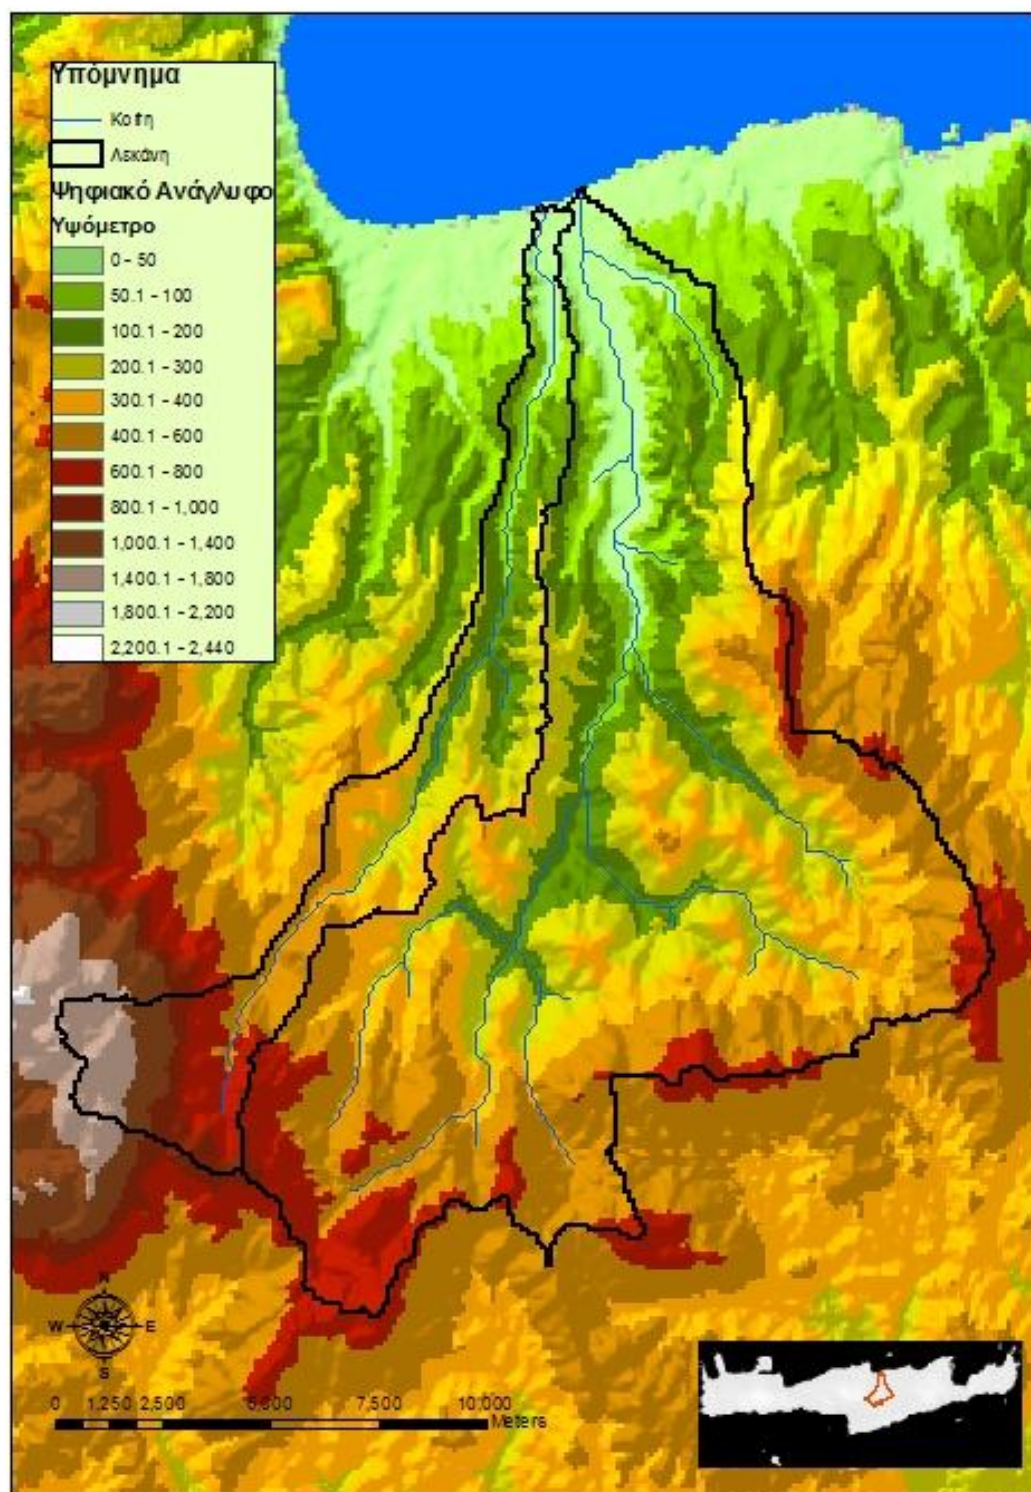 Υπόμνημα
Κοίτη
Λεκάνη
Ψηφιακό Ανάγλυφο
Υψόμετρο
0 - 50
50.1 - 100
100.1 - 200
200.1 - 300
300.1 - 400
400.1 - 600
600.1 - 800
800.1 - 1,000
1,000.1 - 1,400
1,400.1 - 1,800
1,800.1 - 2,200
2,200.1 - 2,440
N
W E
S
0 1,250 2,500 5,000 7,500 10,000
Meters